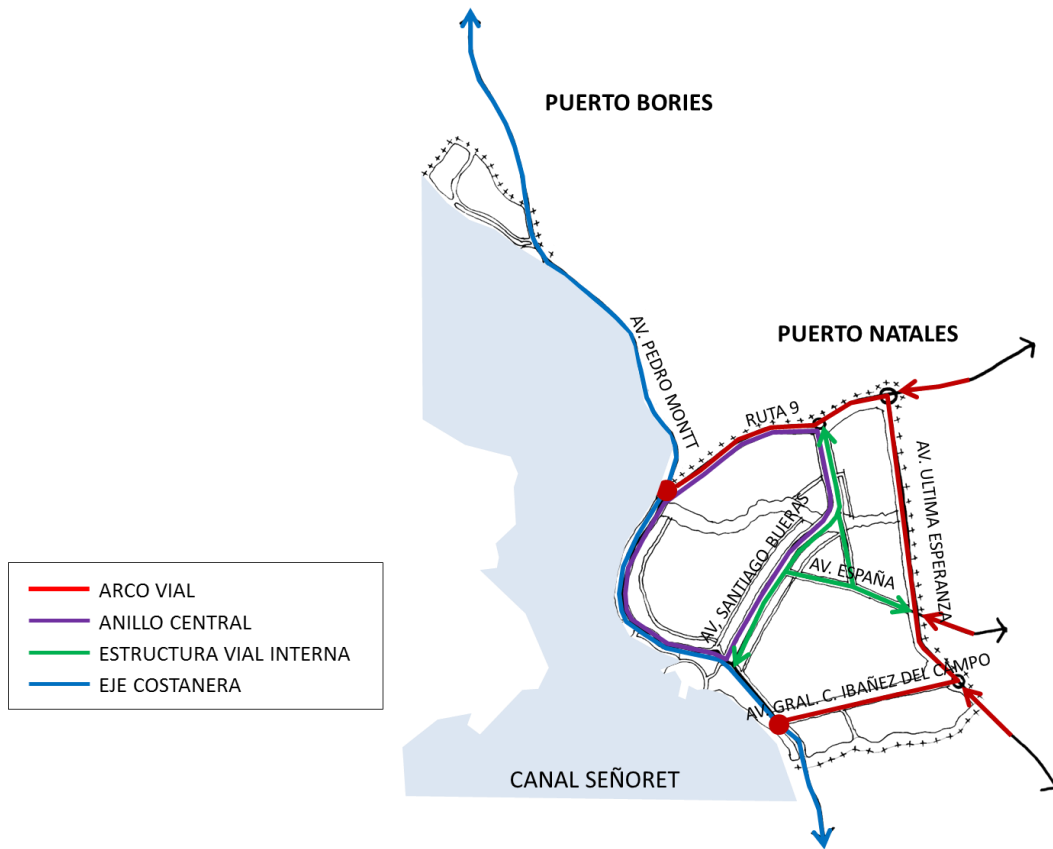 PUERTO BORIES
AV. PEDRO MONTT
PUERTO NATALES
RUTA 9
AV. ULTIMA ESPERANZA
AV, SANTIAGO BUERAS
AV. ESPAÑA
AV. GRAL. C. IBAÑEZ DEL CAMPO
CANAL SEÑORET
ARCO VIAL
ANILLO CENTRAL
ESTRUCTURA VIAL INTERNA
EJE COSTANERA